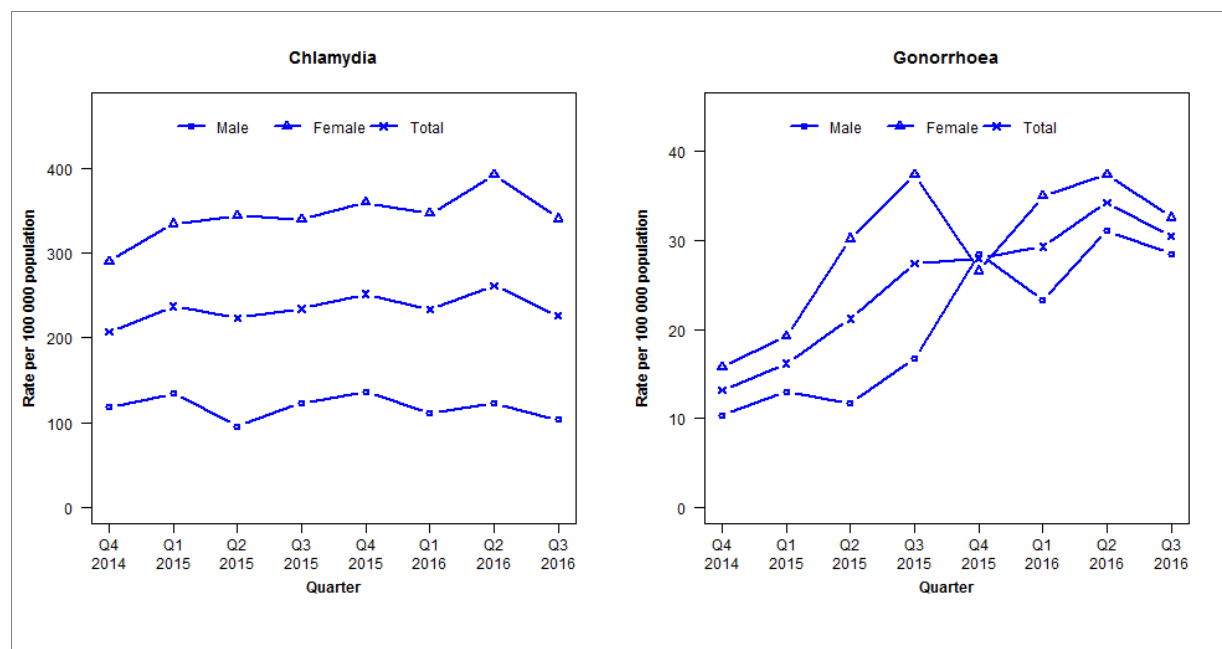 Chlamydia
Male Female Total
Rate per 100 000 population
400
300
200
100
0
Q4 Q1 Q2 Q3 Q4 Q1 Q2 Q3
2014 2015 2015 2015 2015 2016 2016 2016
Quarter
Gonorrhoea
Male Female Total
Rate per 100 000 population
40
30
20
10
0
Q4 Q1 Q2 Q3 Q4 Q1 Q2 Q3
2014 2015 2015 2015 2015 2016 2016 2016
Quarter